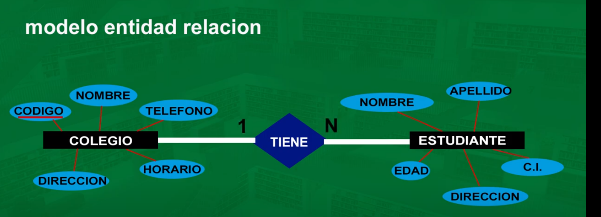 modelo entidad relacion
NOMBRE
CODIGO
TELEFONO
COLEGIO
DIRECCION
HORARIO
1
TIENE
N
APELLIDO
NOMBRE
ESTUDIANTE
EDAD
C.I.
DIRECCION